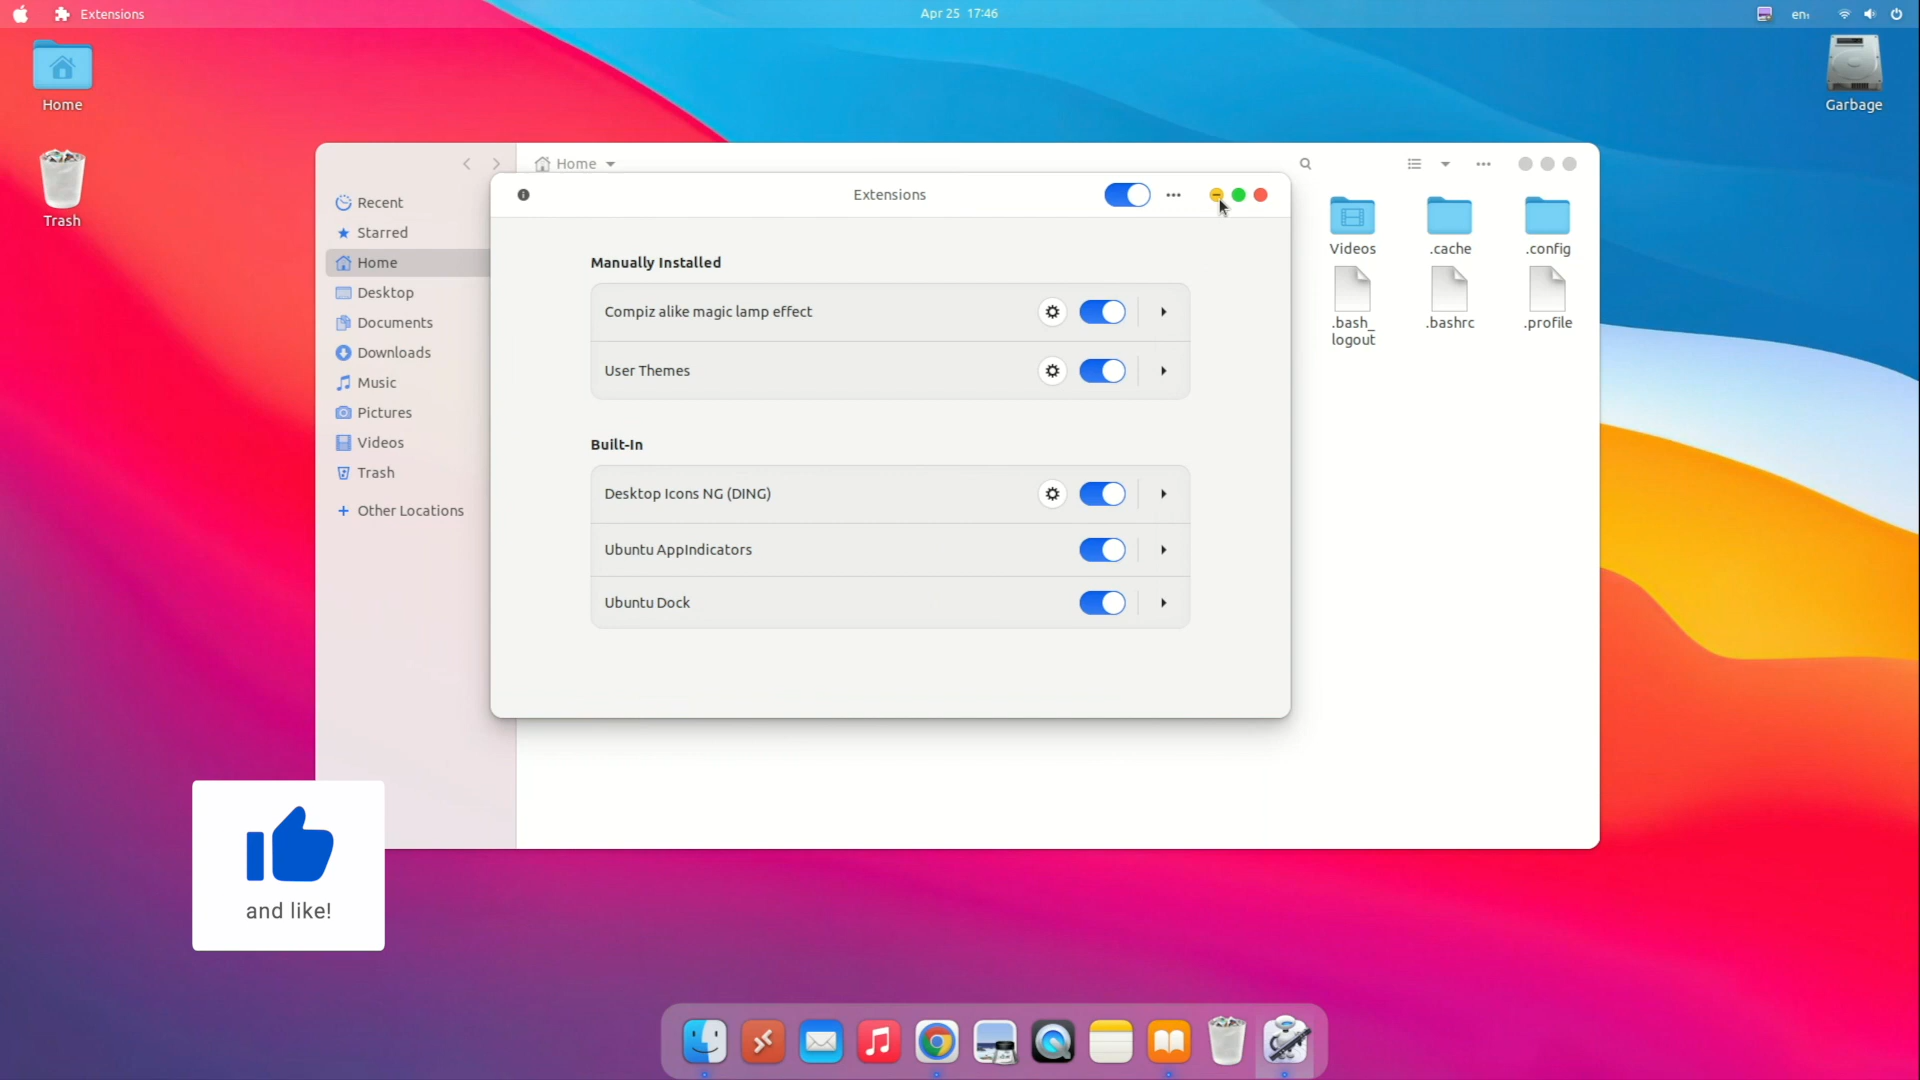 Extensions
Apr 25 17:46
en₁
Home
Trash
Garbage
Home
Recent
Starred
Home
Desktop
Documents
Downloads
Music
Pictures
Videos
Trash
Other Locations
Extensions
Manually Installed
Compiz alike magic lamp effect
User Themes
Built-In
Desktop Icons NG (DING)
Ubuntu AppIndicators
Ubuntu Dock
Videos
.cache
.config
.bash_
logout
.bashrc
.profile
and like!